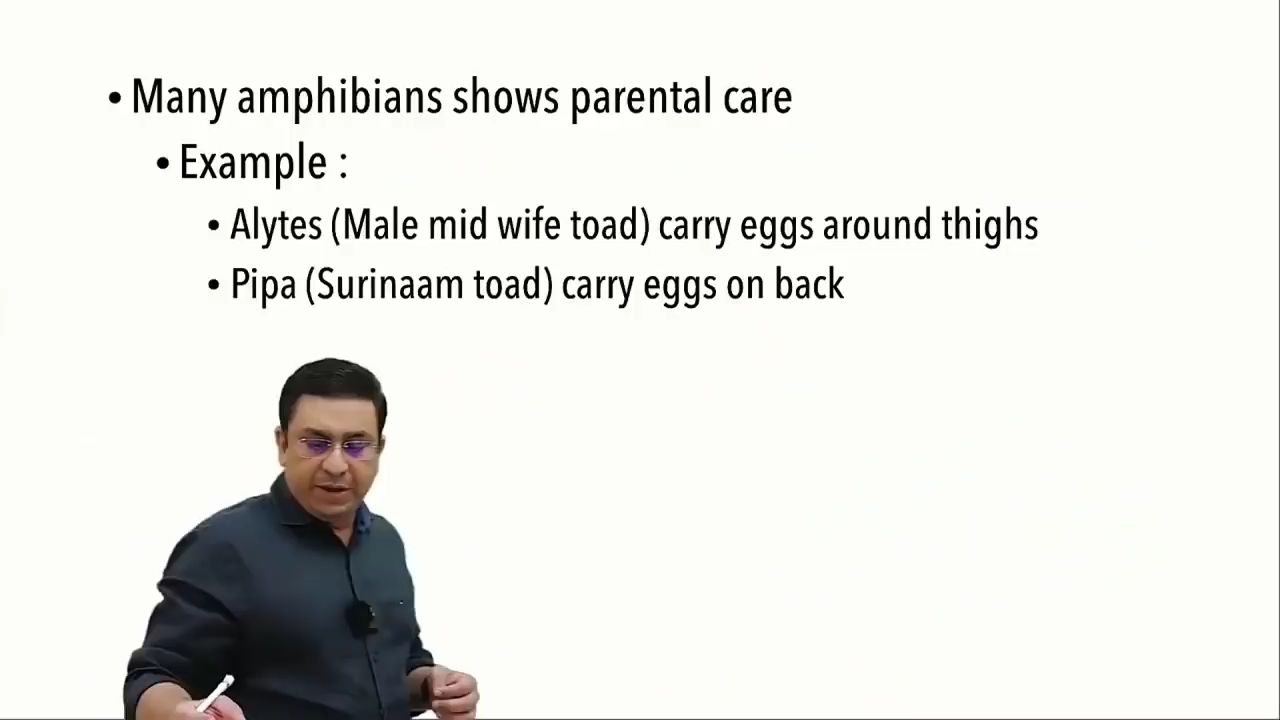 • Many amphibians shows parental care
• Example :
• Alytes (Male mid wife toad) carry eggs around thighs
• Pipa (Surinaam toad) carry eggs on back